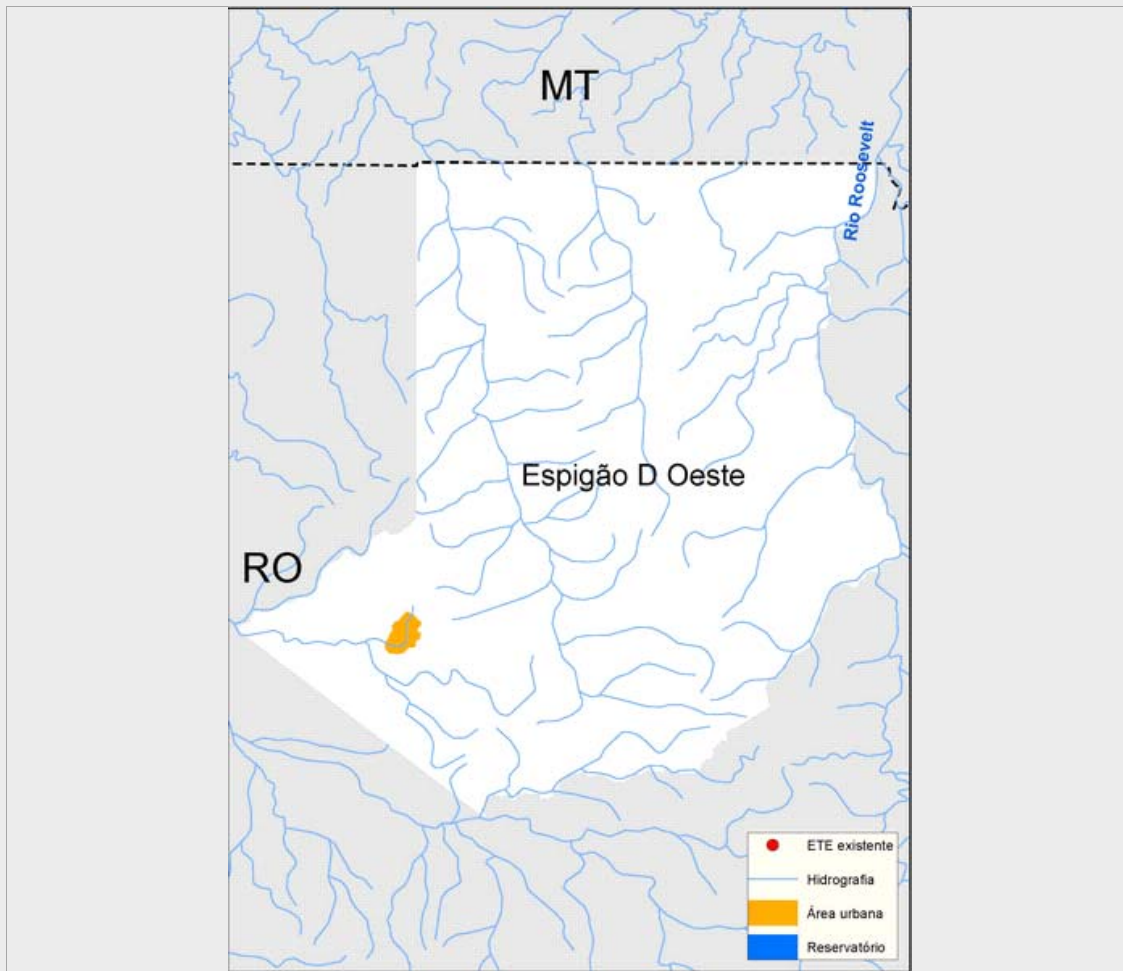 MT
Rio Roosevelt
Espigão D Oeste
RO
ETE existente
Hidrografia
Área urbana
Reservatório